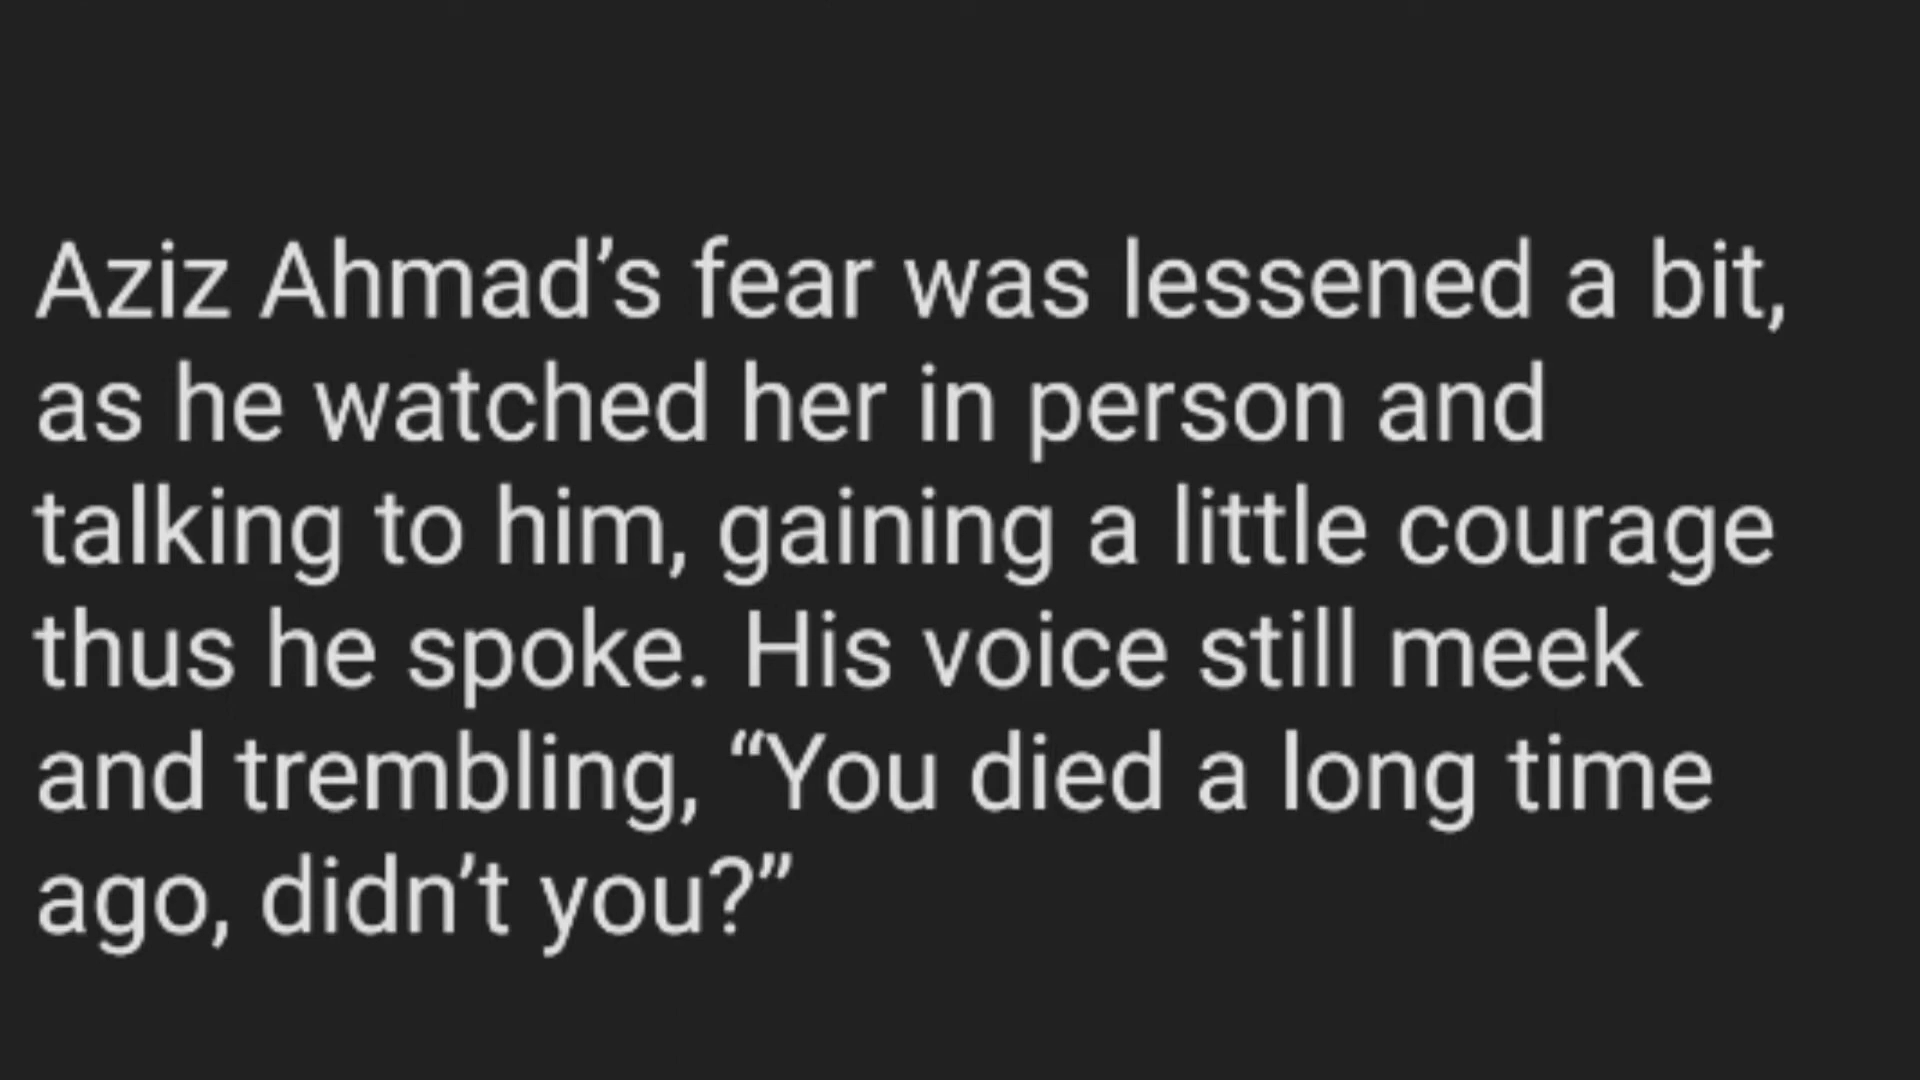 Aziz Ahmad’s fear was lessened a bit,
as he watched her in person and
talking to him, gaining a little courage
thus he spoke. His voice still meek
and trembling, “You died a long time
ago, didn’t you?”